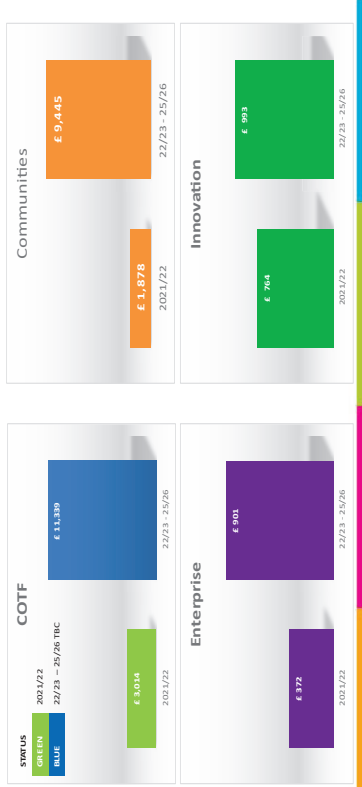 COTF
STATUS
GREEN 2021/22
BLUE 22/23 – 25/26 TBC
£ 3,014
£ 11,339
2021/22
22/23 - 25/26
Communities
£ 1,878
£ 9,445
2021/22
22/23 - 25/26
Enterprise
£ 372
£ 901
2021/22
22/23 - 25/26
Innovation
£ 764
£ 993
2021/22
22/23 - 25/26